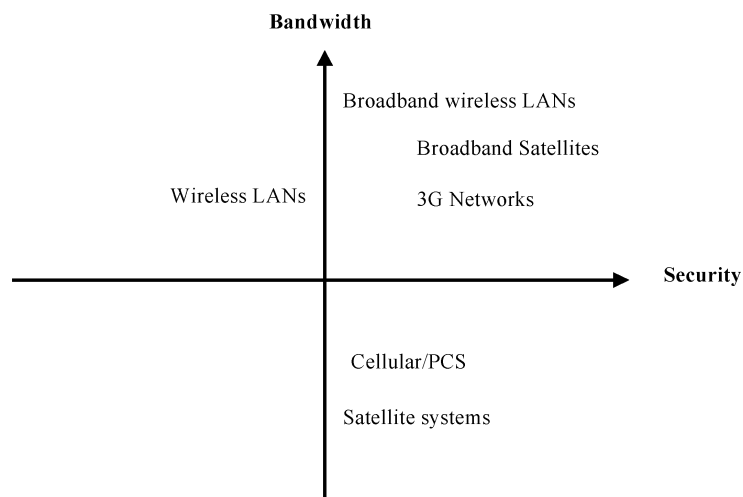 Bandwidth
Broadband wireless LANs
Broadband Satellites
Wireless LANs
3G Networks
Security
Cellular/PCS
Satellite systems